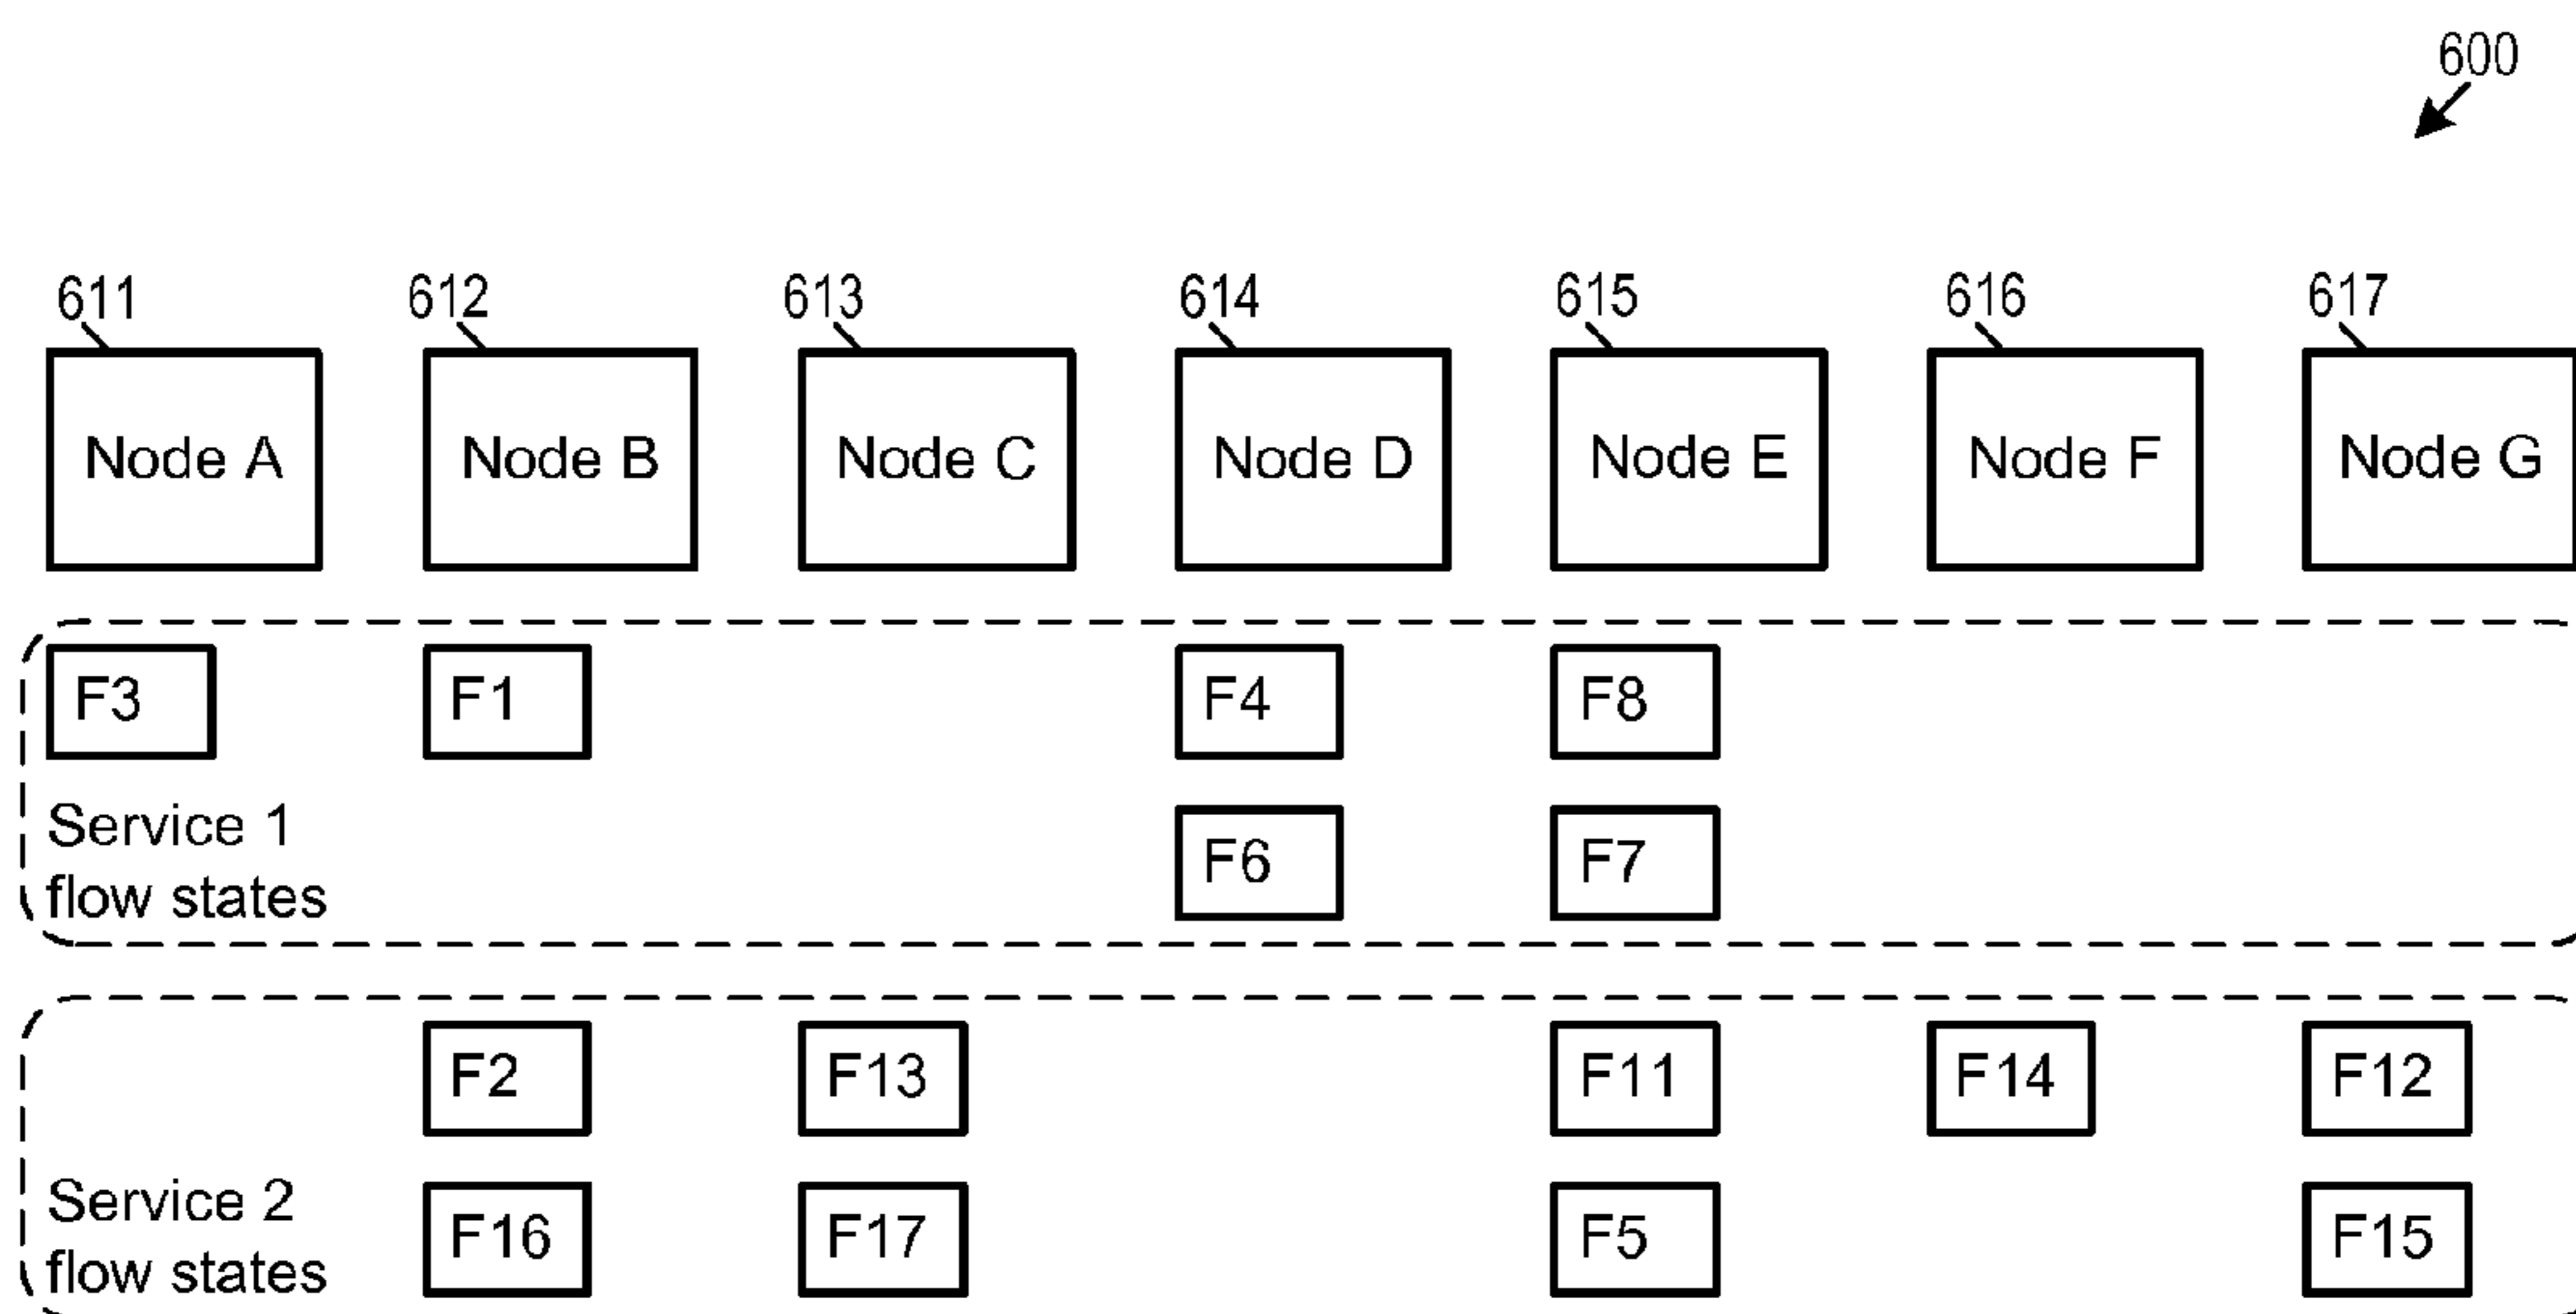 600
611 612 613 614 615 616 617
Node A Node B Node C Node D Node E Node F Node G
F3 F1 F4 F8
Service 1
flow states
F6 F7
F2 F13 F11 F14 F12
Service 2
flow states
F16 F17 F5 F15